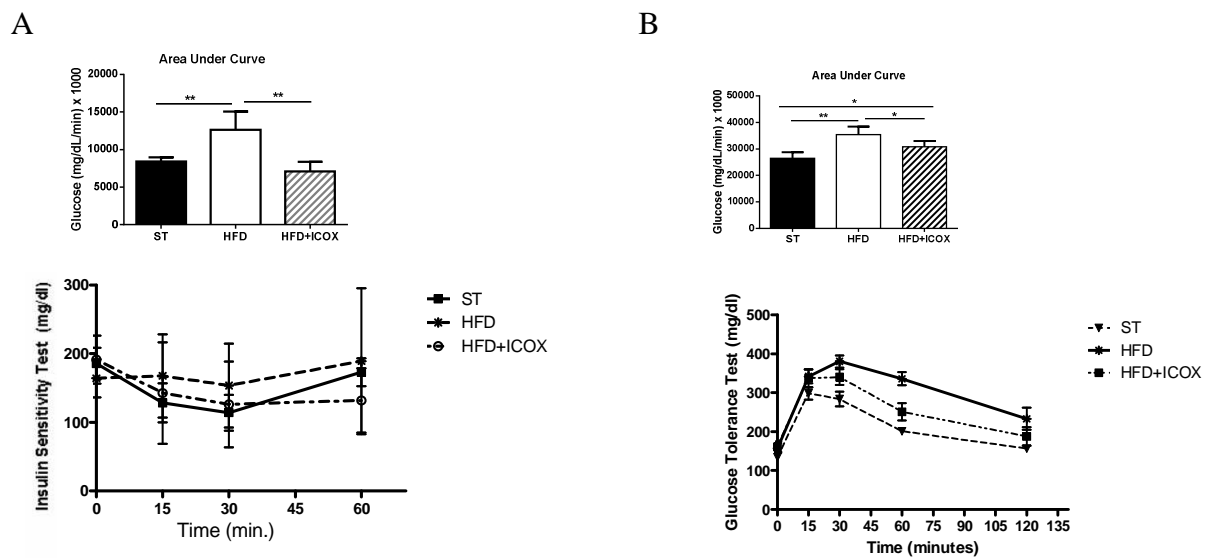 A
Area Under Curve
Glucose (mg/dL/min) x 1000
20000
15000
10000
5000
0
**
**
ST
HFD
HFD+ICOX
Insulin Sensitivity Test (mg/dl)
300
200
100
0
0
15
30
45
60
Time (min.)
ST
HFD
HFD+ICOX
B
Area Under Curve
Glucose (mg/dL/min) x 1000
50000
40000
30000
20000
10000
0
*
**
*
ST
HFD
HFD+ICOX
Glucose Tolerance Test (mg/dl)
500
400
300
200
100
0
0
15
30
45
60
75
90
105
120
135
Time (minutes)
ST
HFD
HFD+ICOX